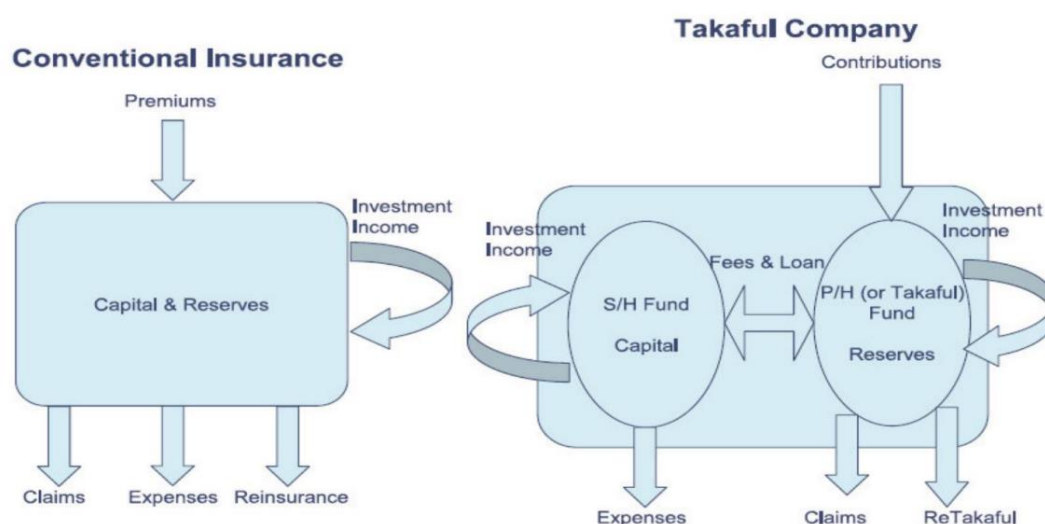 Conventional Insurance
Premiums
Investment
Income
Capital & Reserves
Claims
Expenses
Reinsurance
Takaful Company
Contributions
Investment
Income
Investment
Income
Fees & Loan
S/H Fund
Capital
P/H (or Takaful)
Fund
Reserves
Expenses
Claims
ReTakaful